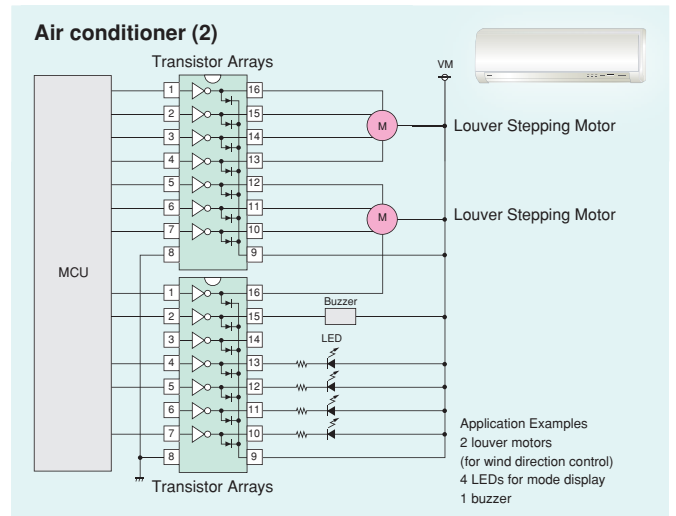 Air conditioner (2)
Transistor Arrays
VM
1 16
2 15
3 14
M
Louver Stepping Motor
4 13
5 12
6 11
M
Louver Stepping Motor
7 10
8 9
MCU
1 16
Buzzer
2 15
3 14
LED
4 13
5 12
6 11
7 10
8 9
Transistor Arrays
Application Examples
2 louver motors
(for wind direction control)
4 LEDs for mode display
1 buzzer